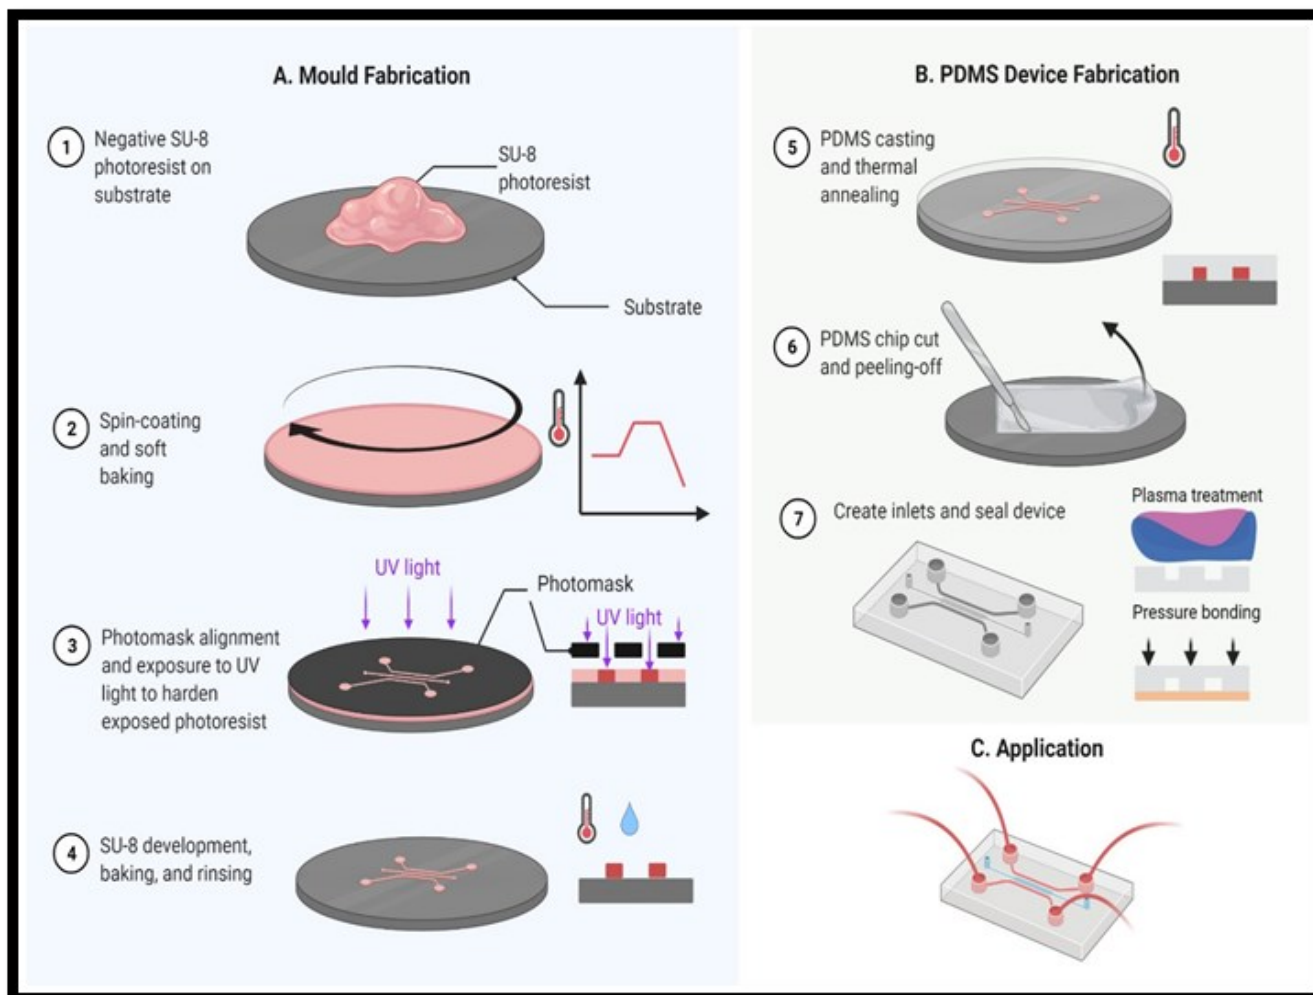 A. Mould Fabrication
1
Negative SU-8
photoresist on
substrate
SU-8
photoresist
Substrate
2
Spin-coating
and soft
baking
UV light
Photomask
UV light
3
Photomask alignment
and exposure to UV
light to harden
exposed photoresist
4
SU-8 development,
baking, and rinsing
B. PDMS Device Fabrication
5
PDMS casting
and thermal
annealing
6
PDMS chip cut
and peeling-off
7
Create inlets and seal device
Plasma treatment
Pressure bonding
C. Application